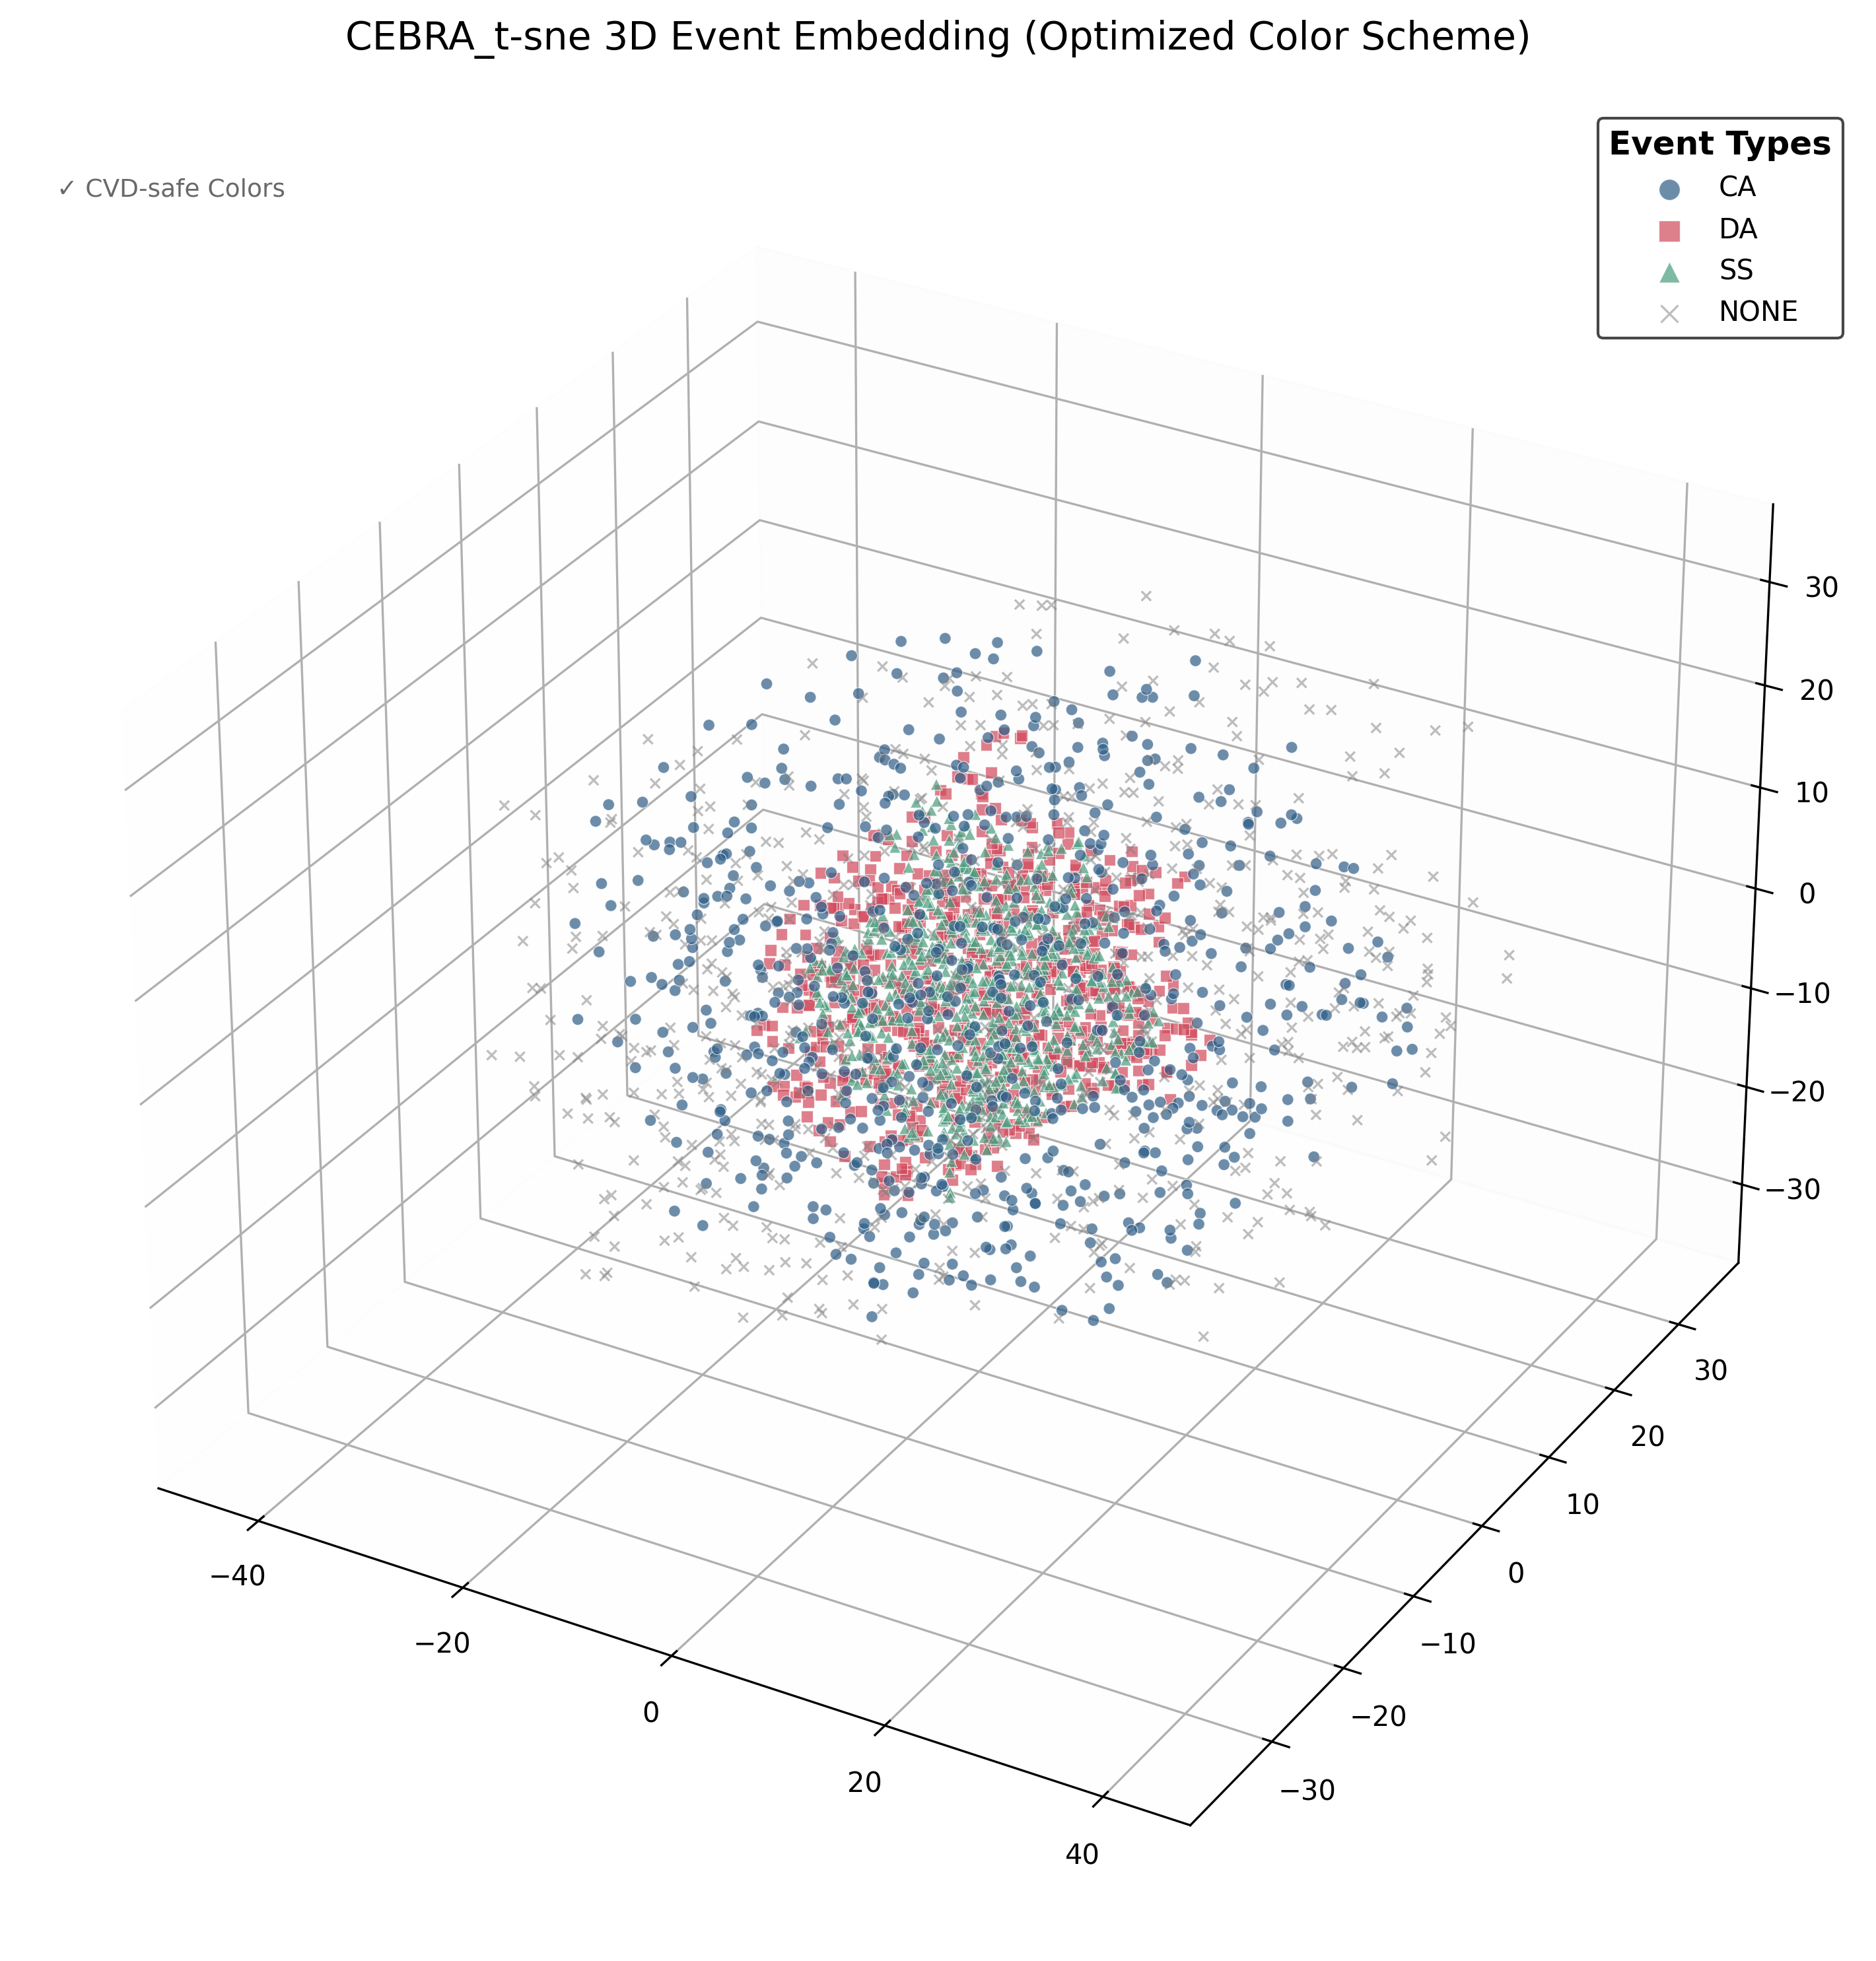 CEBRA_t-sne 3D Event Embedding (Optimized Color Scheme)
✓ CVD-safe Colors
Event Types
CA
DA
SS
NONE
30
20
10
0
−10
−20
−30
30
20
10
0
−10
−20
−30
−40
−20
0
20
40